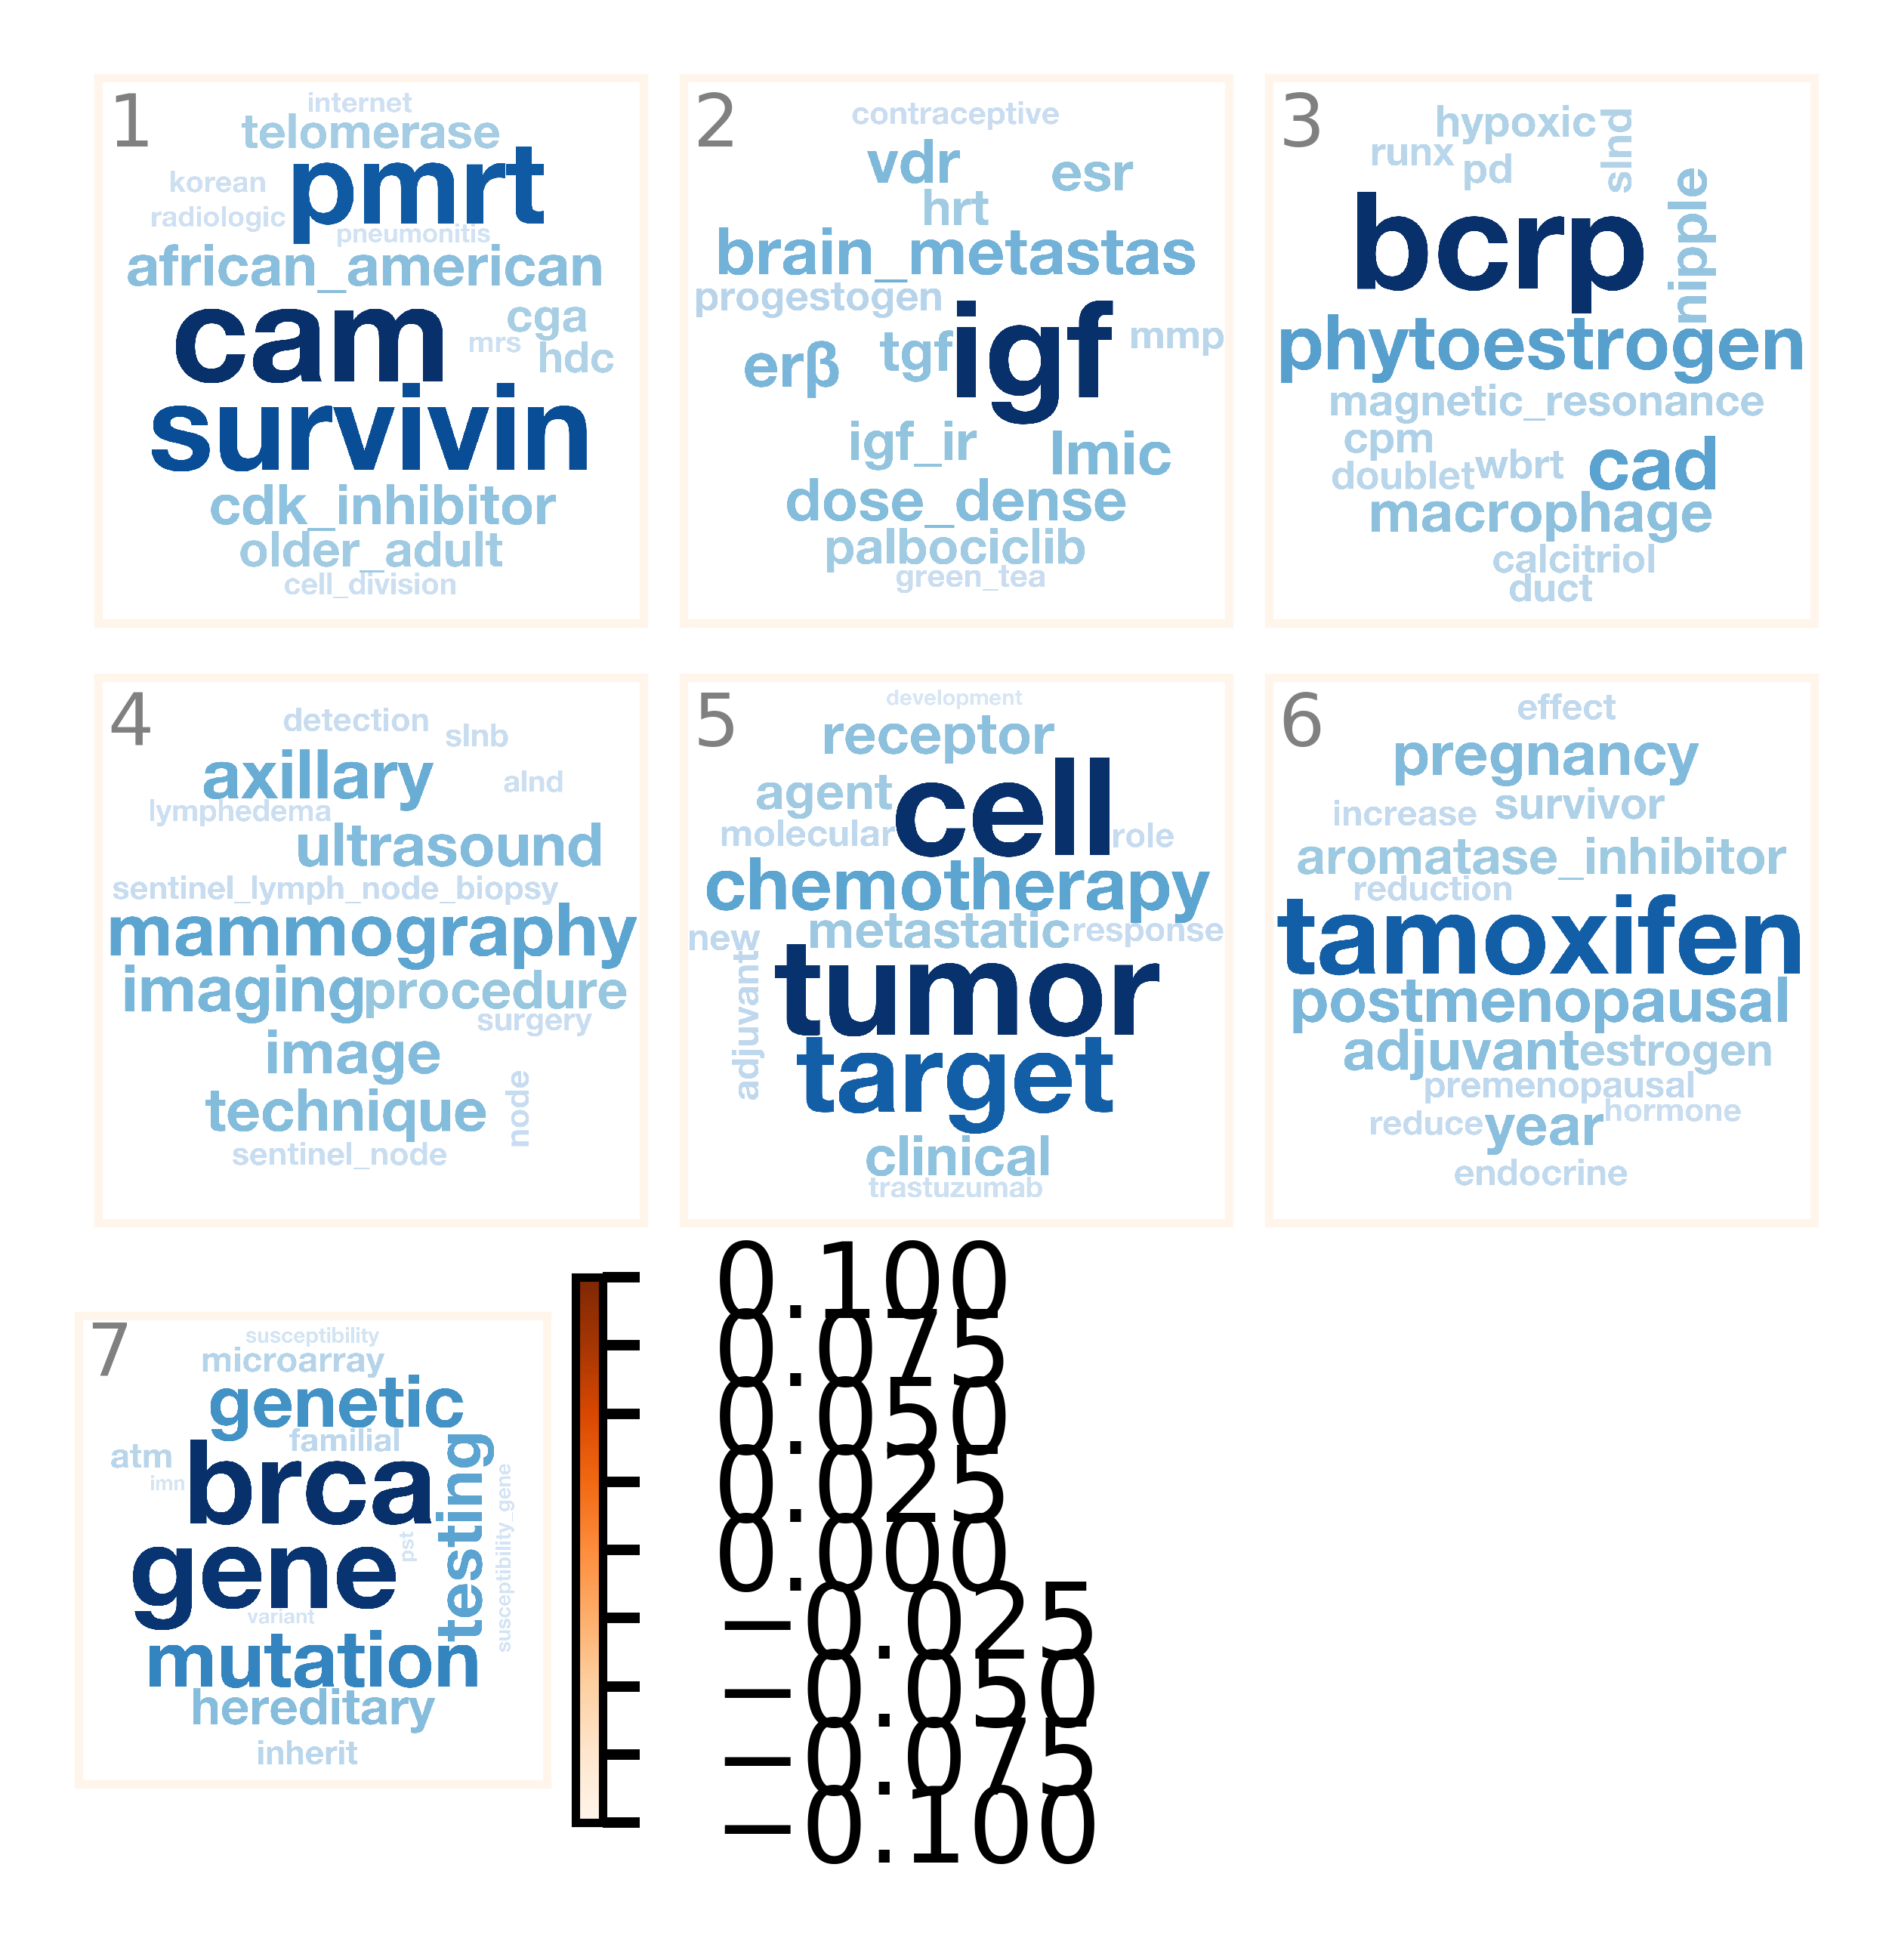 1
internet
telomerase
pmrt
korean
radiologic
pneumonitis
african_american
cam
cga
mrs
hdc
survivin
cdk_inhibitor
older_adult
cell_division
2
contraceptive
vdr
esr
hrt
brain_metastas
progestogen
igf
mmp
erβ
tgf
igf_ir
lmic
dose_dense
palbociclib
green_tea
3
hypoxic
slnd
runx
pd
nipple
bcrp
phytoestrogen
magnetic_resonance
cpm
doublet
wbrt
cad
macrophage
calcitriol
duct
4
detection
slnb
axillary
alnd
lymphedema
ultrasound
sentinel_lymph_node_biopsy
mammography
imaging
procedure
surgery
image
technique
node
sentinel_node
5
development
receptor
cell
agent
molecular
role
chemotherapy
metastatic
response
new
adjuvant
tumor
target
clinical
trastuzumab
6
effect
pregnancy
increase
survivor
aromatase_inhibitor
reduction
tamoxifen
postmenopausal
adjuvant
estrogen
premenopausal
reduce
year
hormone
endocrine
7
susceptibility
microarray
genetic
familial
atm
imn
brca
testing
susceptibility_gene
pst
gene
variant
mutation
hereditary
inherit
0.100
0.075
0.050
0.025
0.000
−0.025
−0.050
−0.075
−0.100